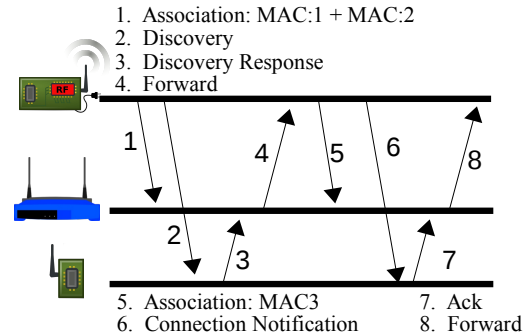 1. Association: MAC:1 + MAC:2
2. Discovery
3. Discovery Response
4. Forward
RF
1
4
5
6
8
2
3
7
5. Association: MAC3
6. Connection Notification
7. Ack
8. Forward